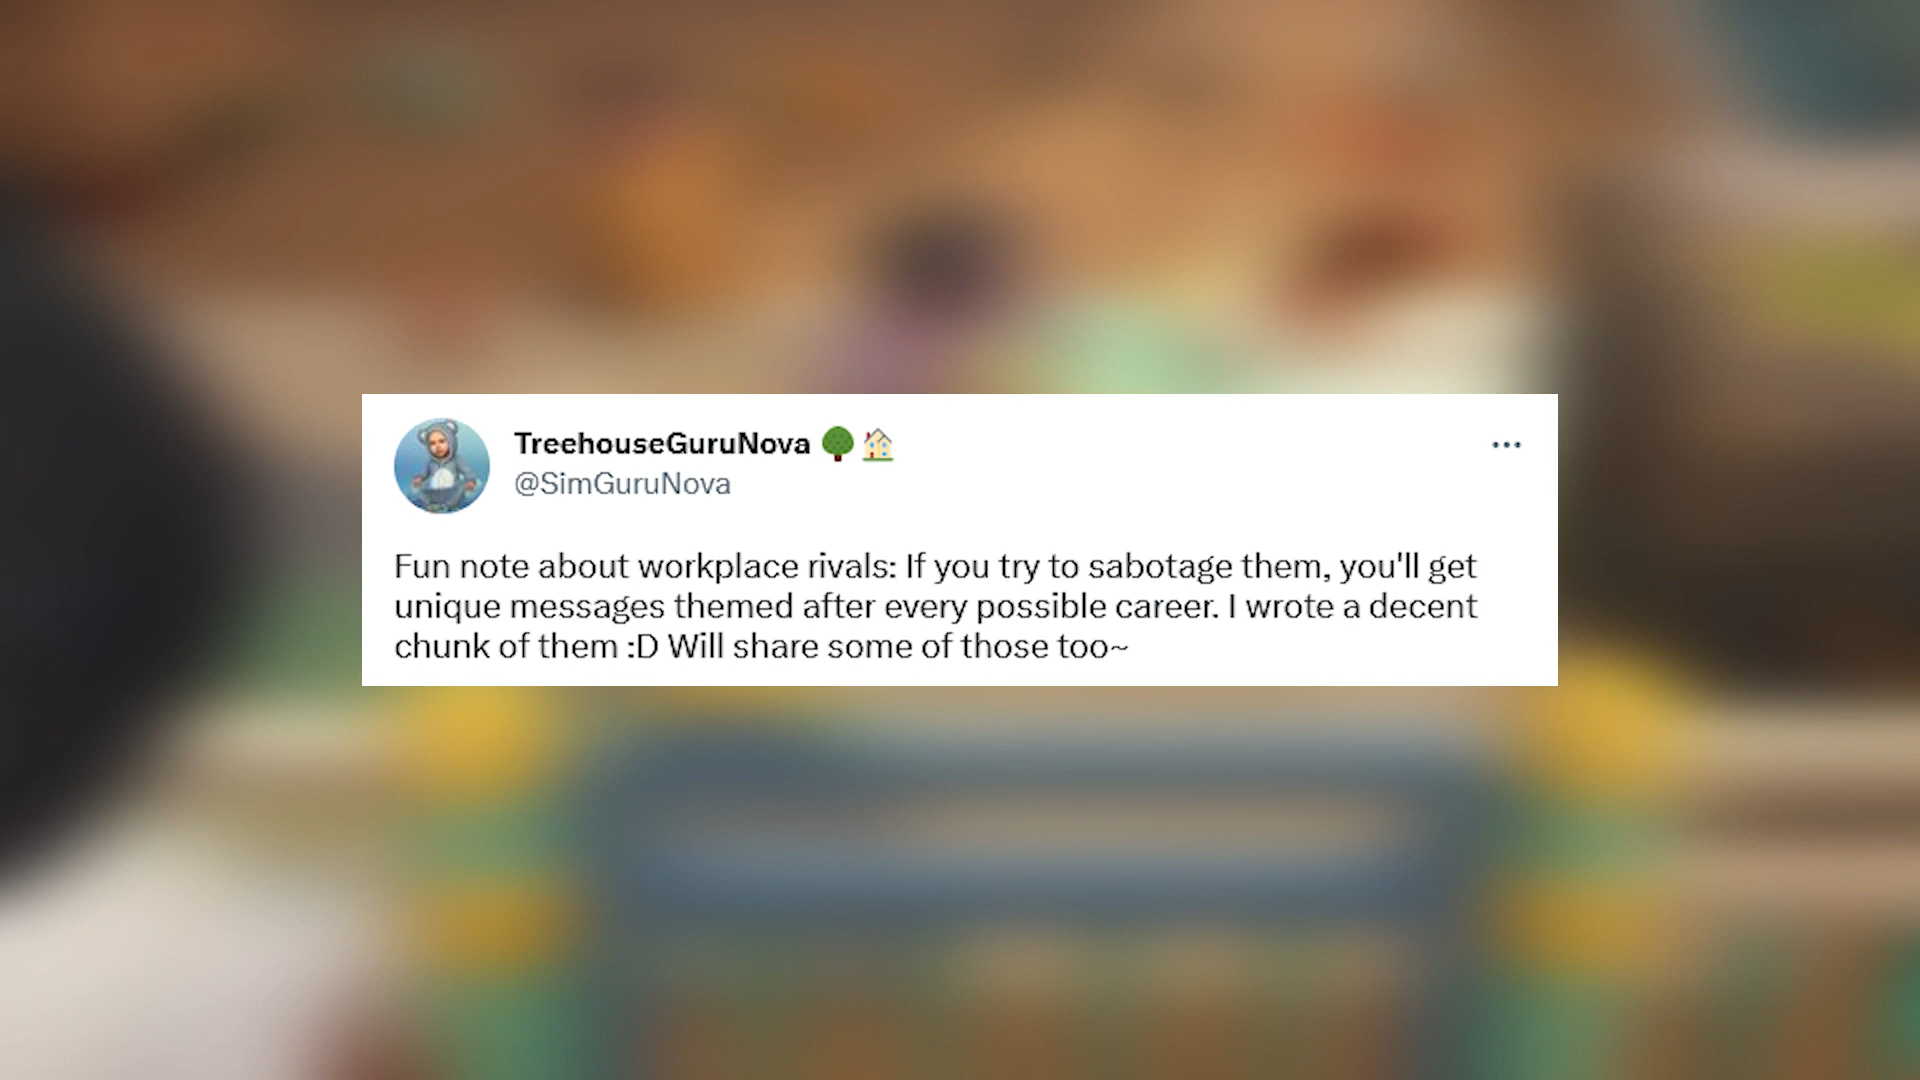 TreehouseGuruNova 🌳🏠
@SimGuruNova
Fun note about workplace rivals: If you try to sabotage them, you'll get
unique messages themed after every possible career. I wrote a decent
chunk of them :D Will share some of those too~